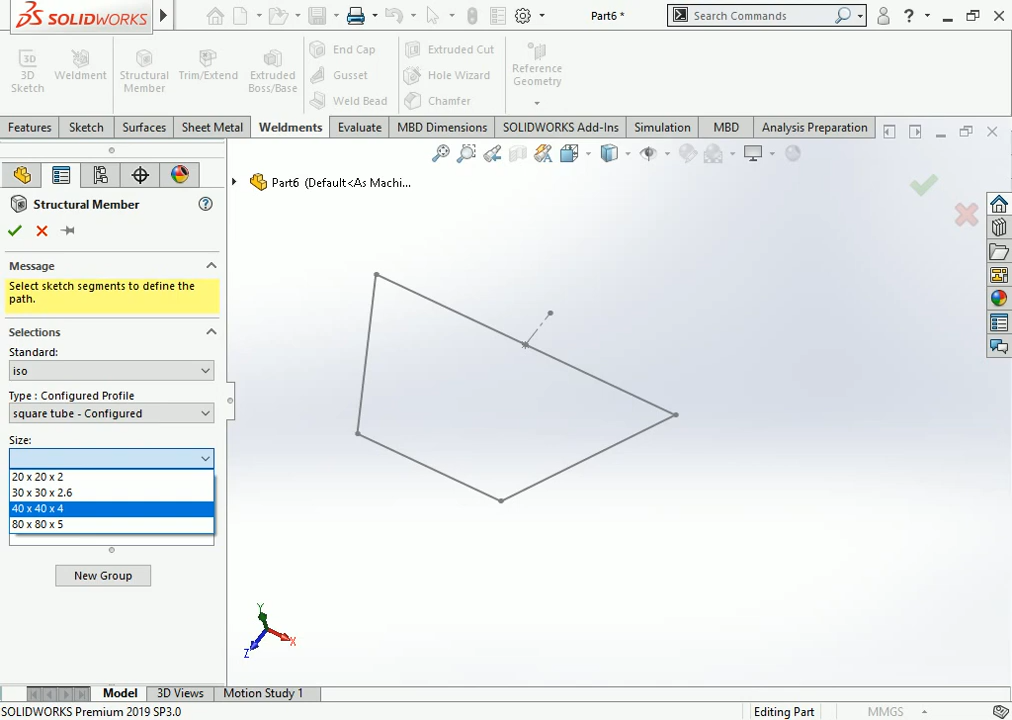 SOLIDWORKS
Part6 *
Search Commands
?
3D Sketch
Weldment
Structural Member
Trim/Extend
Extruded Boss/Base
End Cap
Gusset
Weld Bead
Extruded Cut
Hole Wizard
Chamfer
Reference Geometry
Features
Sketch
Surfaces
Sheet Metal
Weldments
Evaluate
MBD Dimensions
SOLIDWORKS Add-Ins
Simulation
MBD
Analysis Preparation
Part6 (Default<As Machi...
Structural Member
?
Message
Select sketch segments to define the
path.
Selections
Standard:
iso
Type : Configured Profile
square tube - Configured
Size:
20 x 20 x 2
30 x 30 x 2.6
40 x 40 x 4
80 x 80 x 5
New Group
Y
X
Z
Model
3D Views
Motion Study 1
SOLIDWORKS Premium 2019 SP3.0
Editing Part
MMGS